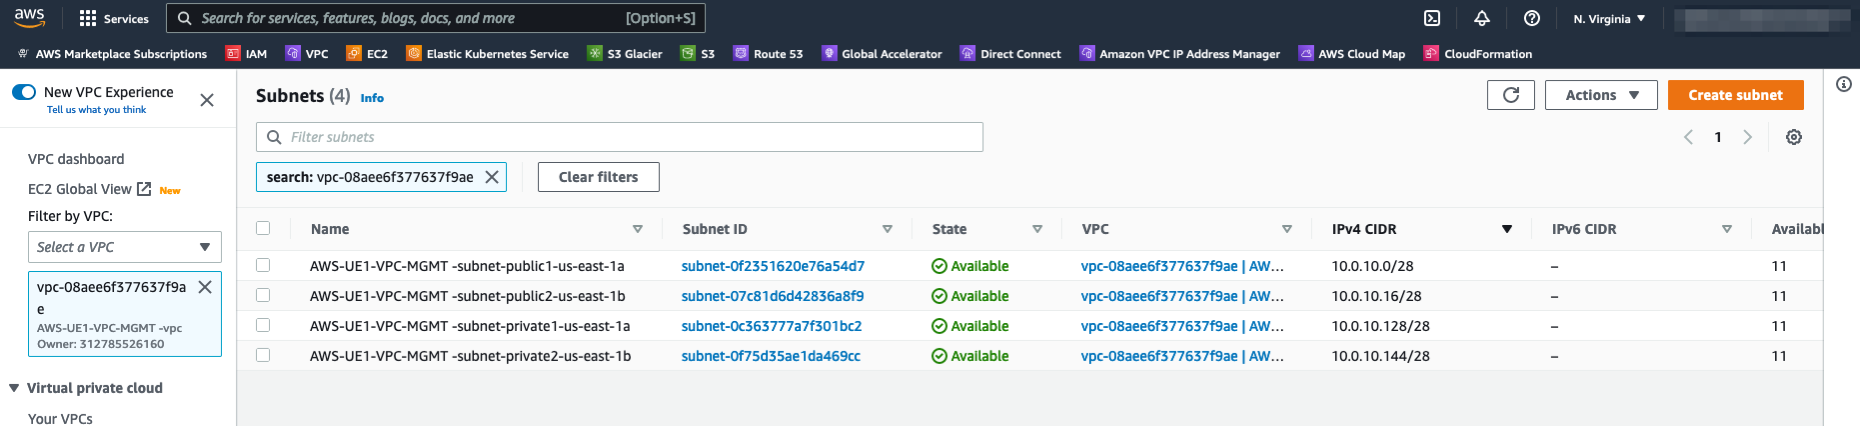 aws Services Search for services, features, blogs, docs, and more [Option+S] N. Virginia
AWS Marketplace Subscriptions IAM VPC EC2 Elastic Kubernetes Service S3 Glacier S3 Route 53 Global Accelerator Direct Connect Amazon VPC IP Address Manager AWS Cloud Map CloudFormation
New VPC Experience
Tell us what you think
VPC dashboard
EC2 Global View New
Filter by VPC:
Select a VPC
vpc-08aee6f377637f9a
e
AWS-UE1-VPC-MGMT -vpc
Owner: 312785526160
Virtual private cloud
Your VPCs
Subnets (4) Info
Actions Create subnet
Filter subnets
1
search: vpc-08aee6f377637f9ae Clear filters
Name Subnet ID State VPC IPv4 CIDR IPv6 CIDR Availabl
AWS-UE1-VPC-MGMT -subnet-public1-us-east-1a subnet-0f2351620e76a54d7 Available vpc-08aee6f377637f9ae | AW... 10.0.10.0/28 – 11
AWS-UE1-VPC-MGMT -subnet-public2-us-east-1b subnet-07c81d6d42836a8f9 Available vpc-08aee6f377637f9ae | AW... 10.0.10.16/28 – 11
AWS-UE1-VPC-MGMT -subnet-private1-us-east-1a subnet-0c363777a7f301bc2 Available vpc-08aee6f377637f9ae | AW... 10.0.10.128/28 – 11
AWS-UE1-VPC-MGMT -subnet-private2-us-east-1b subnet-0f75d35ae1da469cc Available vpc-08aee6f377637f9ae | AW... 10.0.10.144/28 – 11